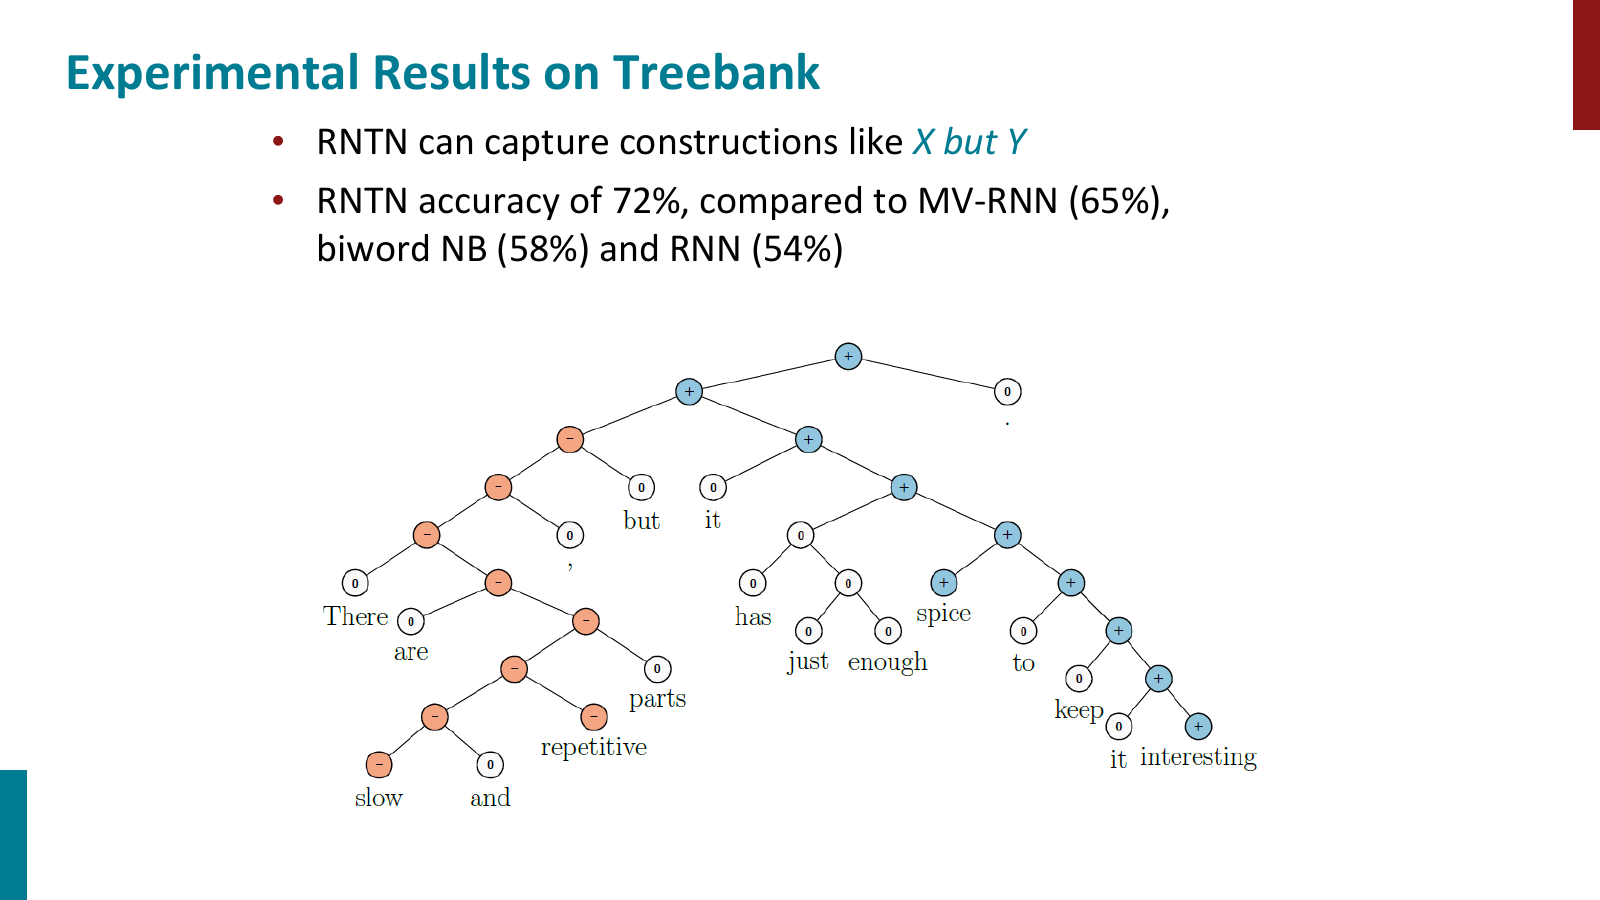 Experimental Results on Treebank
• RNTN can capture constructions like X but Y
• RNTN accuracy of 72%, compared to MV-RNN (65%),
biword NB (58%) and RNN (54%)
+
+ 0
.
− +
− 0 0 +
but it
− 0 0 +
,
0 − 0 0 + +
There 0 − has spice
are
− 0 0 0 0 +
parts just enough to
− − 0 +
repetitive keep
− 0 0 +
slow and it interesting